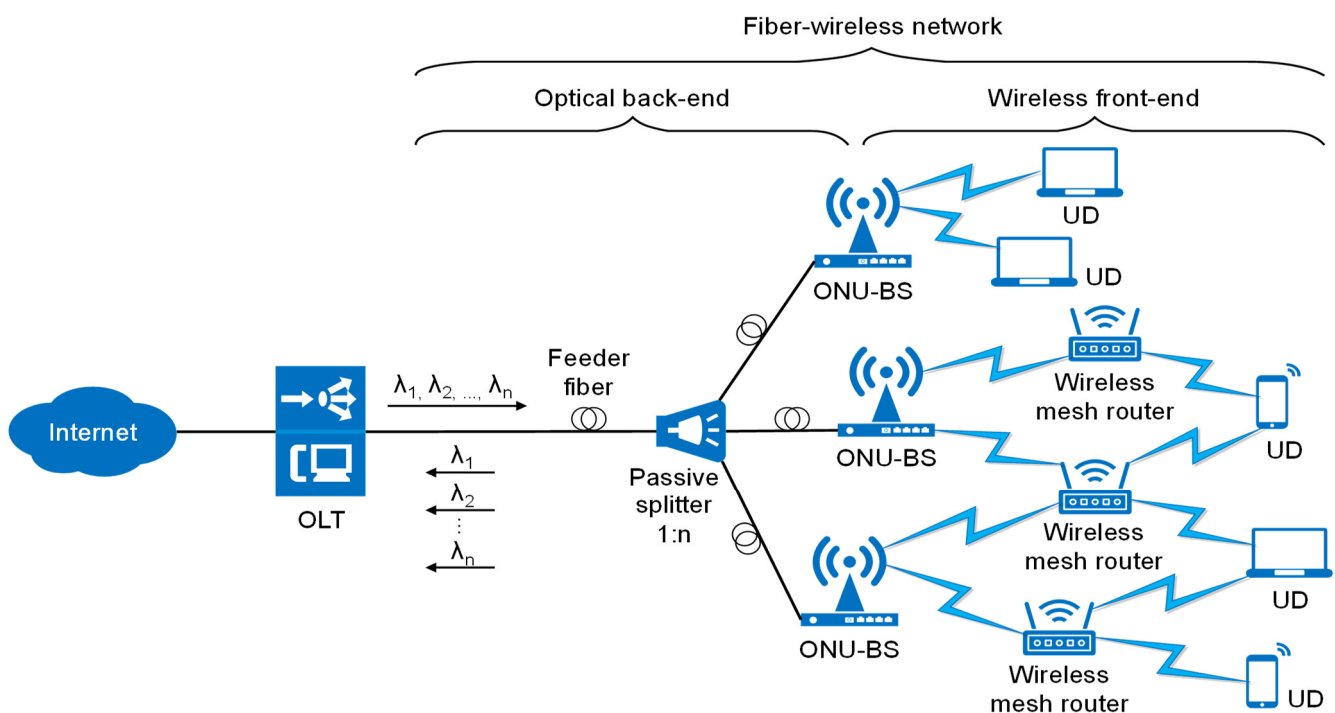 Fiber-wireless network
Optical back-end
Wireless front-end
UD
UD
ONU-BS
Feeder
fiber
λ1, λ2, ..., λn
Internet
OLT
λ1
λ2
...
λn
Passive
splitter
1:n
ONU-BS
Wireless
mesh router
UD
Wireless
mesh router
ONU-BS
UD
Wireless
mesh router
UD